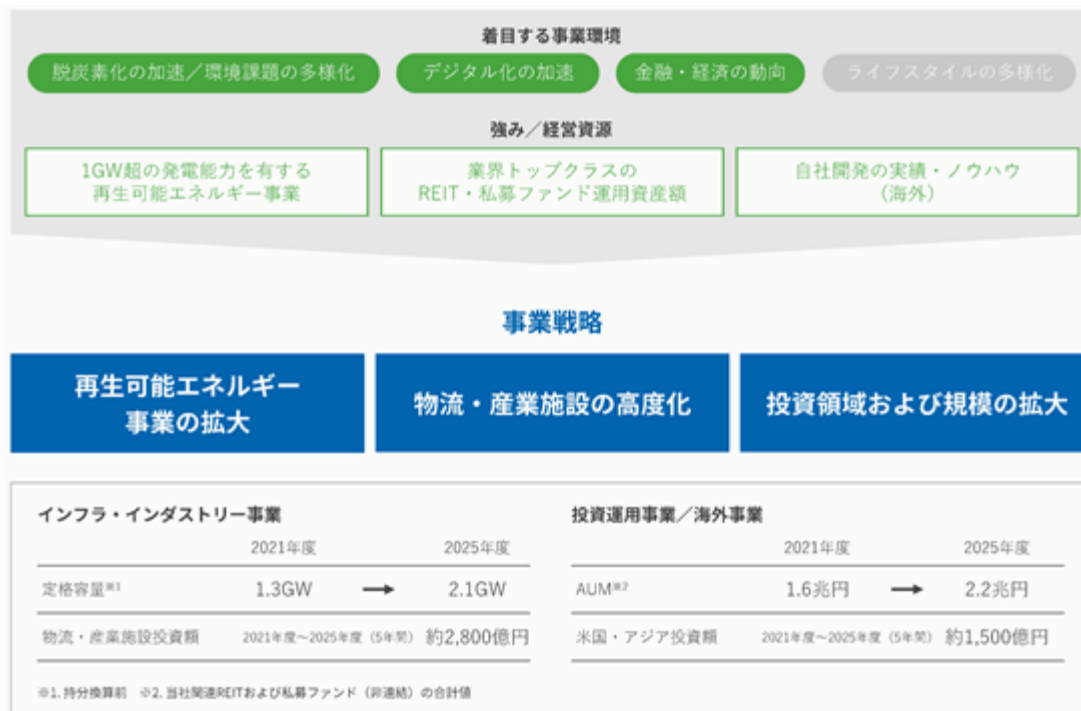 着目する事業環境
脱炭素化の加速／環境課題の多様化
デジタル化の加速
金融・経済の動向
ライフスタイルの多様化
強み／経営資源
1GW超の発電能力を有する
再生可能エネルギー事業
業界トップクラスの
REIT・私募ファンド運用資産額
自社開発の実績・ノウハウ
（海外）
事業戦略
再生可能エネルギー
事業の拡大
物流・産業施設の高度化
投資領域および規模の拡大
インフラ・インダストリー事業
2021年度 2025年度
定格容量※1 1.3GW → 2.1GW
物流・産業施設投資額 2021年度～2025年度（5年間） 約2,800億円
投資運用事業／海外事業
2021年度 2025年度
AUM※2 1.6兆円 → 2.2兆円
米国・アジア投資額 2021年度～2025年度（5年間） 約1,500億円
※1. 持分換算前 ※2. 当社関連REITおよび私募ファンド（非連結）の合計値